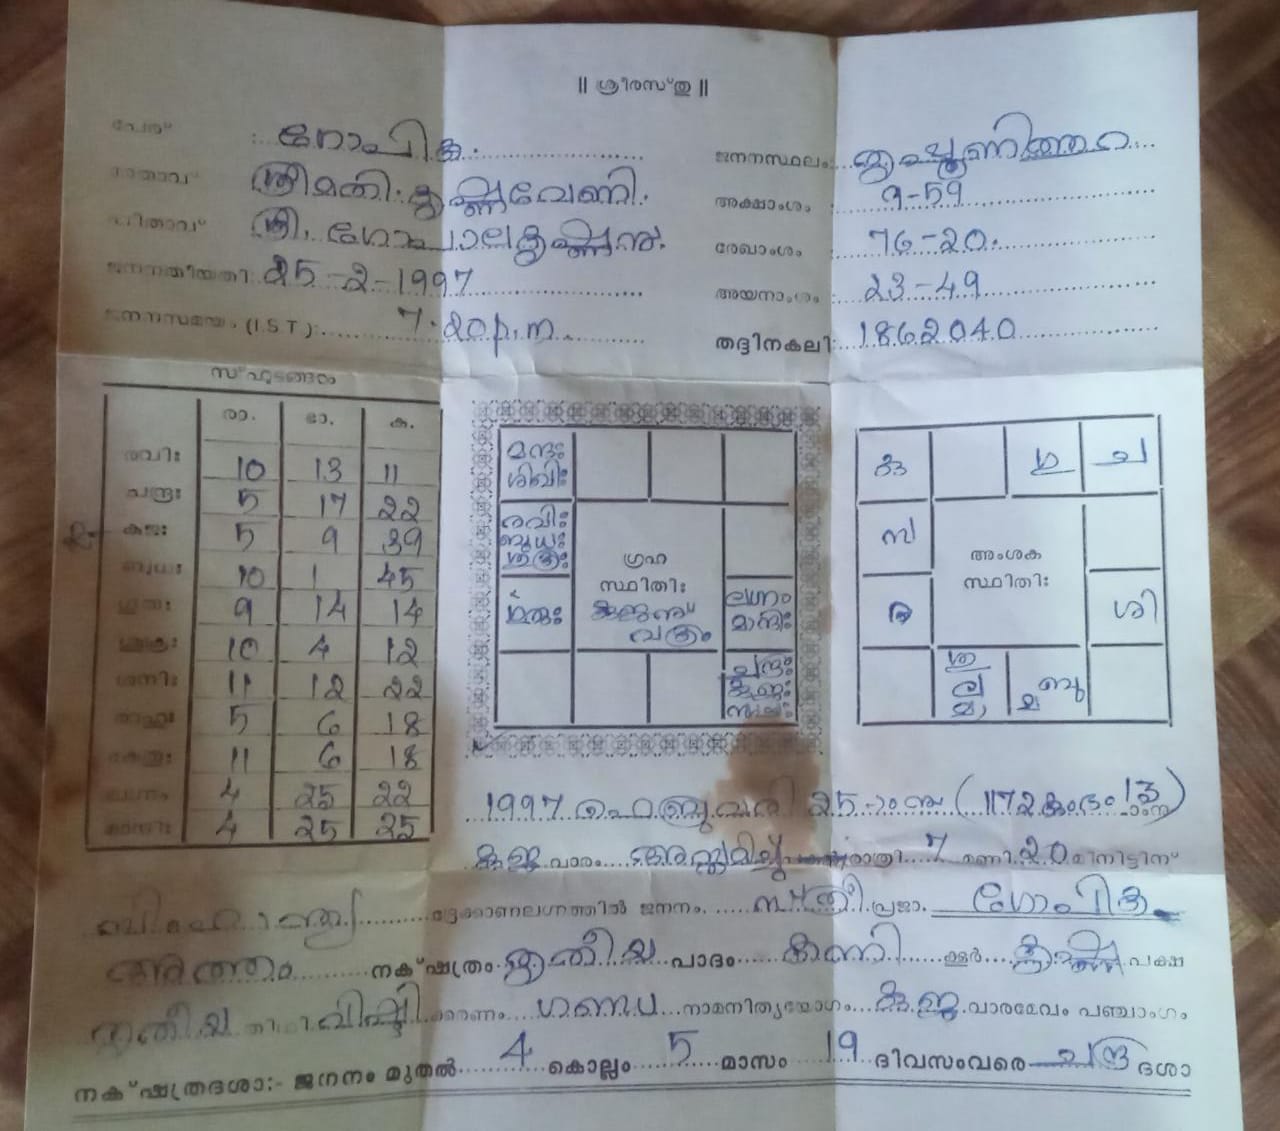 || ശ്രീരസ്തു ||
പേര് : ഗോപിക
മാതാവ് ശ്രീമതി. കൃഷ്ണവേണി.
പിതാവ് ശ്രീ. ഗോപാലകൃഷ്ണൻ.
ജനനതീയതി: 25-2-1997
ജനനസമയം (I.S.T.): 7.20 p.m.
ജനനസ്ഥലം: തൃപ്പൂണിത്തുറ
അക്ഷാംശം : 9-59
രേഖാംശം : 76-20.
അയനാംശം : 23-49
തദ്ദിനകലി: 1862040
സ്ഫുടങ്ങൾ
രാ. ഭാ. ക.
രവി: 10 13 11
ചന്ദ്ര: 5 17 22
കുജ: 5 9 39
ബുധ: 10 1 45
ഗുരു: 9 14 14
ശുക്ര: 10 4 12
ശനി: 11 12 22
രാഹു: 5 6 18
കേതു: 11 6 18
ലഗ്നം 4 25 22
മാന്ദി: 4 25 25
മന്ദഃ
ശിഖിഃ
രവിഃ
ബുധഃ
ശുക്രഃ
ഗുരുഃ
ഗ്രഹ
സ്ഥിതിഃ
കുജനു്
വക്രം
ലഗ്നം
മാന്ദിഃ
ചന്ദ്രഃ
കുജഃ
സർപ്പഃ
കു ഗു ച
സ
അംശക
സ്ഥിതിഃ
ശി
ര
മാ
ബു
1997 ഫെബ്രുവരി 25-ാംനു (1172 കുംഭം 13 ാംനു)
കുജ വാരം അസ്തമിച്ചു രാത്രി 7 മണി 20 മിനിട്ടിന്
ദ്രേക്കാണലഗ്നത്തിൽ ജനനം. സ്ത്രീ പ്രജാ. ഗോപിക
അത്തം നക്ഷത്രം തൃതീയ പാദം കന്നി കൂർ കൃഷ്ണ പക്ഷ
തൃതീയ തിഥി വിഷ്ടി കരണം ഗണ്ഡ നാമനിത്യയോഗം കുജ വാരമേവം പഞ്ചാംഗം
നക്ഷത്രദശാ:- ജനനം മുതൽ 4 കൊല്ലം 5 മാസം 19 ദിവസംവരെ ചന്ദ്ര ദശാ